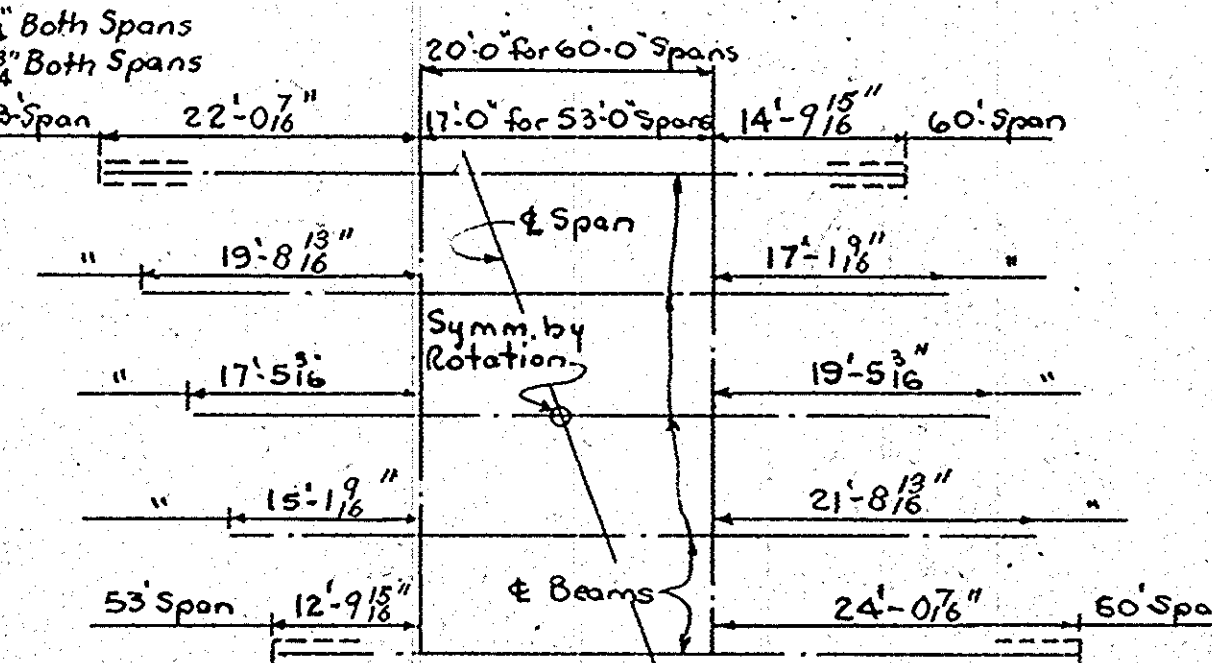 " Both Spans
3/4" Both Spans
20'-0" for 60'-0" Spans
Span 22'-0 7/16" 17'-0" for 53'-0" Spans 14'-9 15/16" 60' Span
℄ Span
" 19'-8 13/16" 17'-1 9/16" "
Symm. by
Rotation
" 17'-5 3/16" 19'-5 3/16" "
" 15'-1 9/16" 21'-8 13/16" "
℄ Beams
53' Span 12'-9 15/16" 24'-0 7/16" 60' Spa